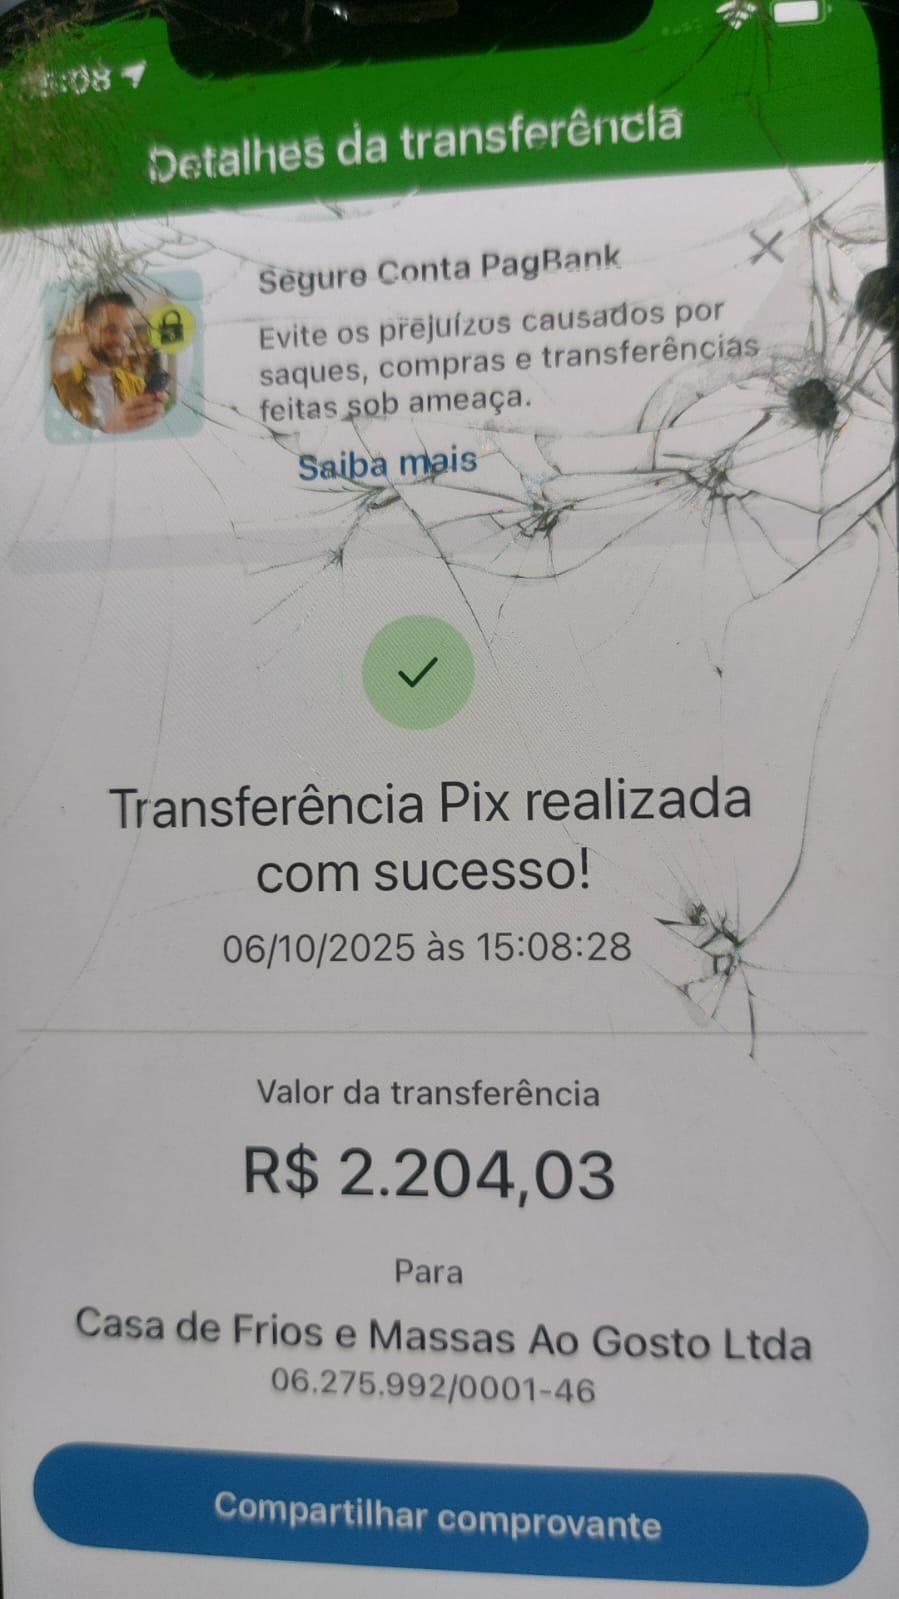 :08
Detalhes da transferência
Seguro Conta PagBank
Evite os prejuízos causados por
saques, compras e transferências
feitas sob ameaça.
Saiba mais
Transferência Pix realizada
com sucesso!
06/10/2025 às 15:08:28
Valor da transferência
R$ 2.204,03
Para
Casa de Frios e Massas Ao Gosto Ltda
06.275.992/0001-46
Compartilhar comprovante